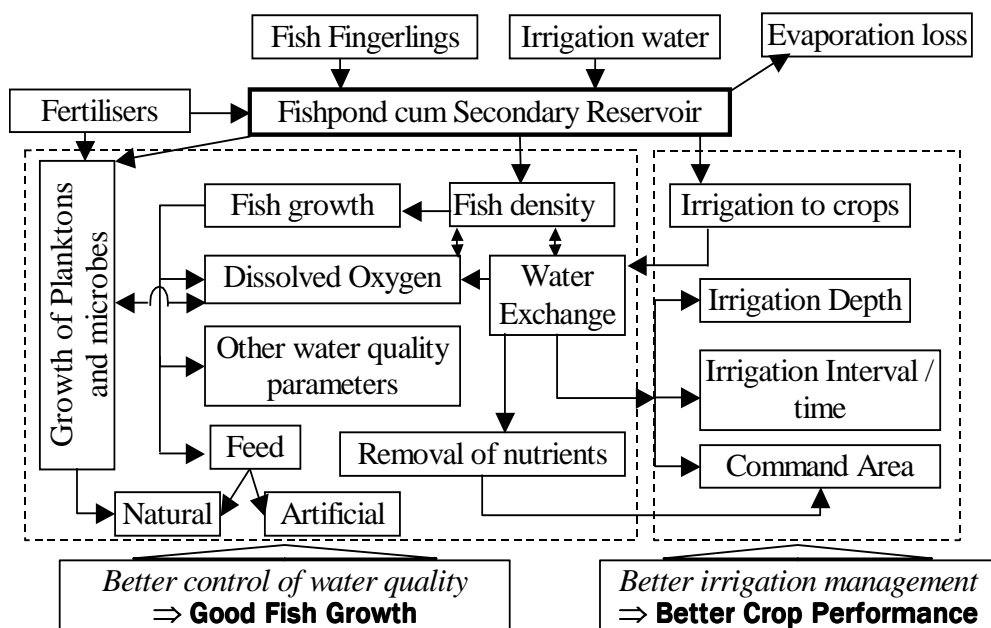 Fish Fingerlings
Irrigation water
Evaporation loss
Fertilisers
Fishpond cum Secondary Reservoir
Growth of Planktons
and microbes
Fish growth
Fish density
Irrigation to crops
Dissolved Oxygen
Water
Exchange
Irrigation Depth
Other water quality
parameters
Irrigation Interval /
time
Feed
Removal of nutrients
Command Area
Natural
Artificial
Better control of water quality
⇒ Good Fish Growth
Better irrigation management
⇒ Better Crop Performance